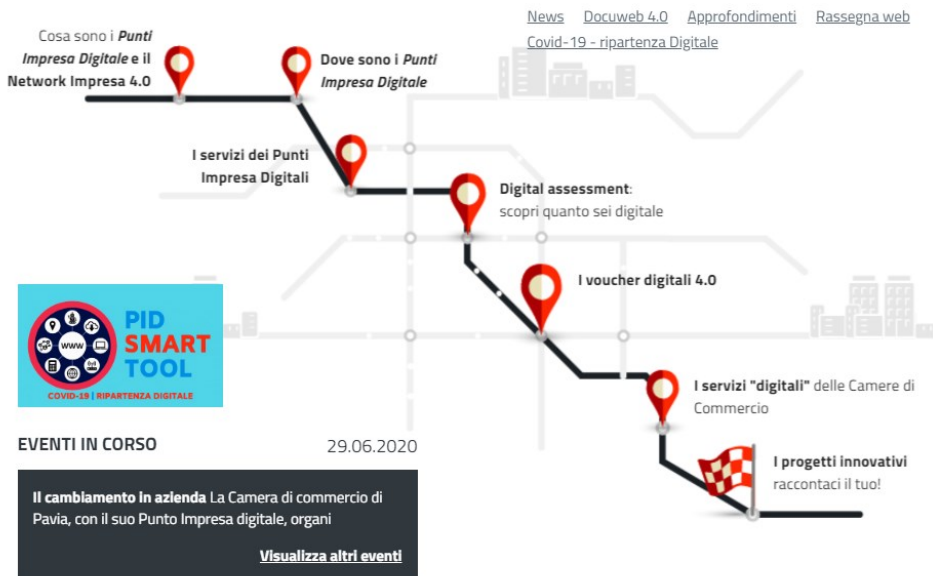 News Docuweb 4.0 Approfondimenti Rassegna web
Covid-19 - ripartenza Digitale
Cosa sono i Punti
Impresa Digitale e il
Network Impresa 4.0
Dove sono i Punti
Impresa Digitale
I servizi dei Punti
Impresa Digitali
Digital assessment:
scopri quanto sei digitale
I voucher digitali 4.0
WWW
PID
SMART
TOOL
COVID-19 | RIPARTENZA DIGITALE
I servizi "digitali" delle Camere di
Commercio
I progetti innovativi
raccontaci il tuo!
EVENTI IN CORSO 29.06.2020
Il cambiamento in azienda La Camera di commercio di
Pavia, con il suo Punto Impresa digitale, organi
Visualizza altri eventi